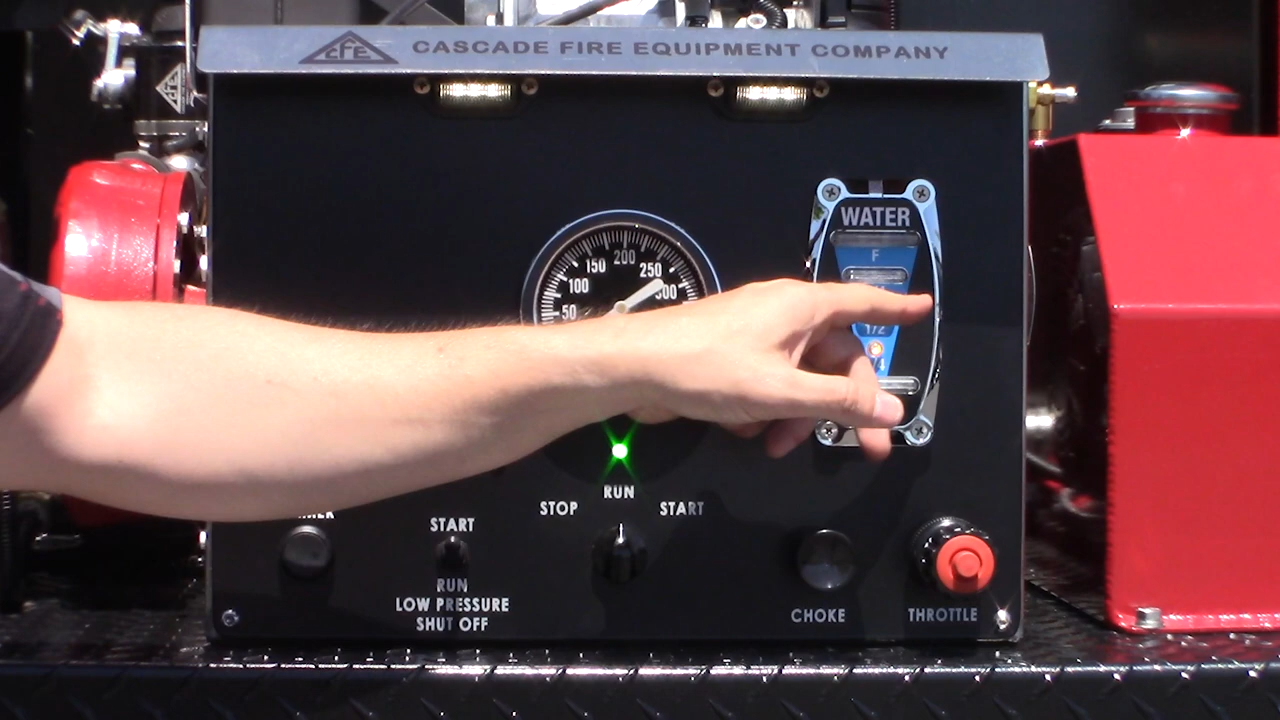 CFE CASCADE FIRE EQUIPMENT COMPANY
CFE
WATER
F
200
150
250
100
300
50
1/2
RUN
STOP
START
START
RUN
LOW PRESSURE
SHUT OFF
CHOKE
THROTTLE